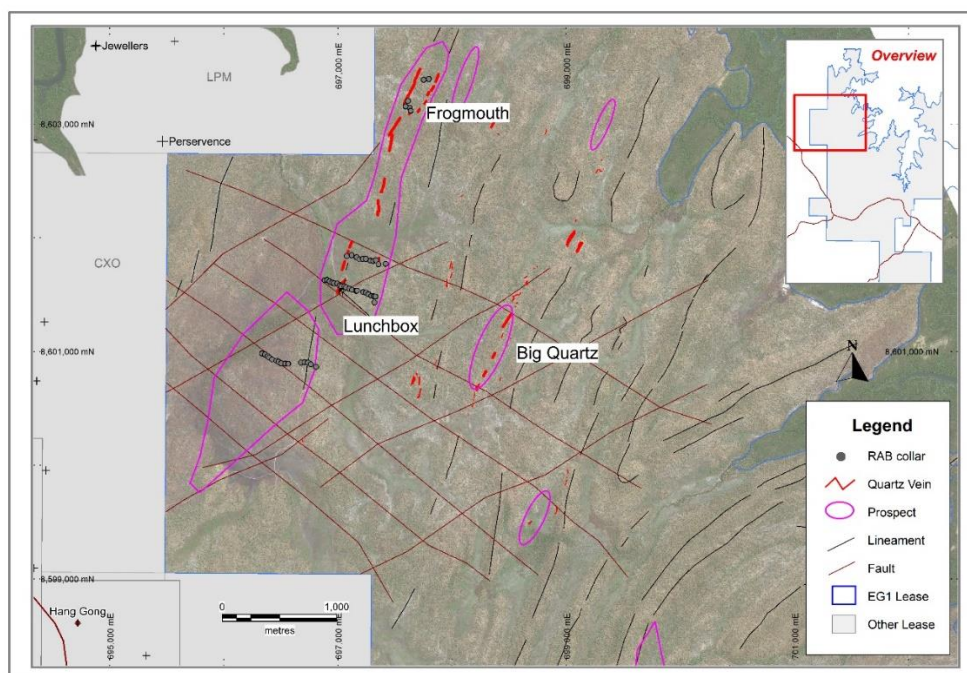 Jewellers
LPM
697,000 mE
699,000 mE
Overview
Frogmouth
8,603,000 mN
Perservence
CXO
Lunchbox
Big Quartz
8,601,000 mN
8,601,000 mN
N
Legend
RAB collar
Quartz Vein
Prospect
Lineament
Fault
EG1 Lease
Other Lease
8,599,000 mN
Hang Gong
0
1,000
metres
695,000 mE
697,000 mE
699,000 mE
701,000 mE